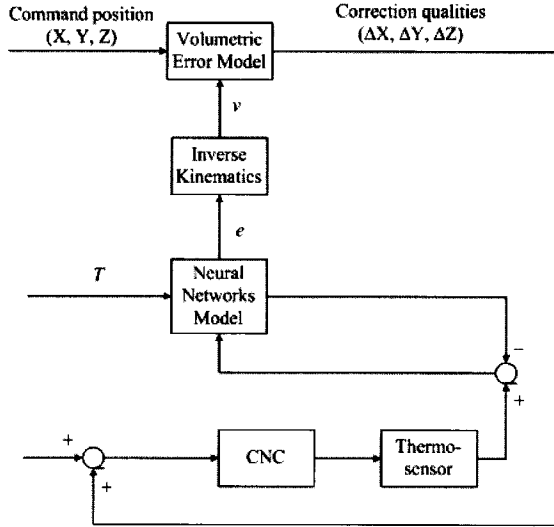 Command position
(X, Y, Z)
Volumetric
Error Model
Correction qualities
(ΔX, ΔY, ΔZ)
v
Inverse
Kinematics
e
T
Neural
Networks
Model
−
+
+
+
CNC
Thermo-
sensor